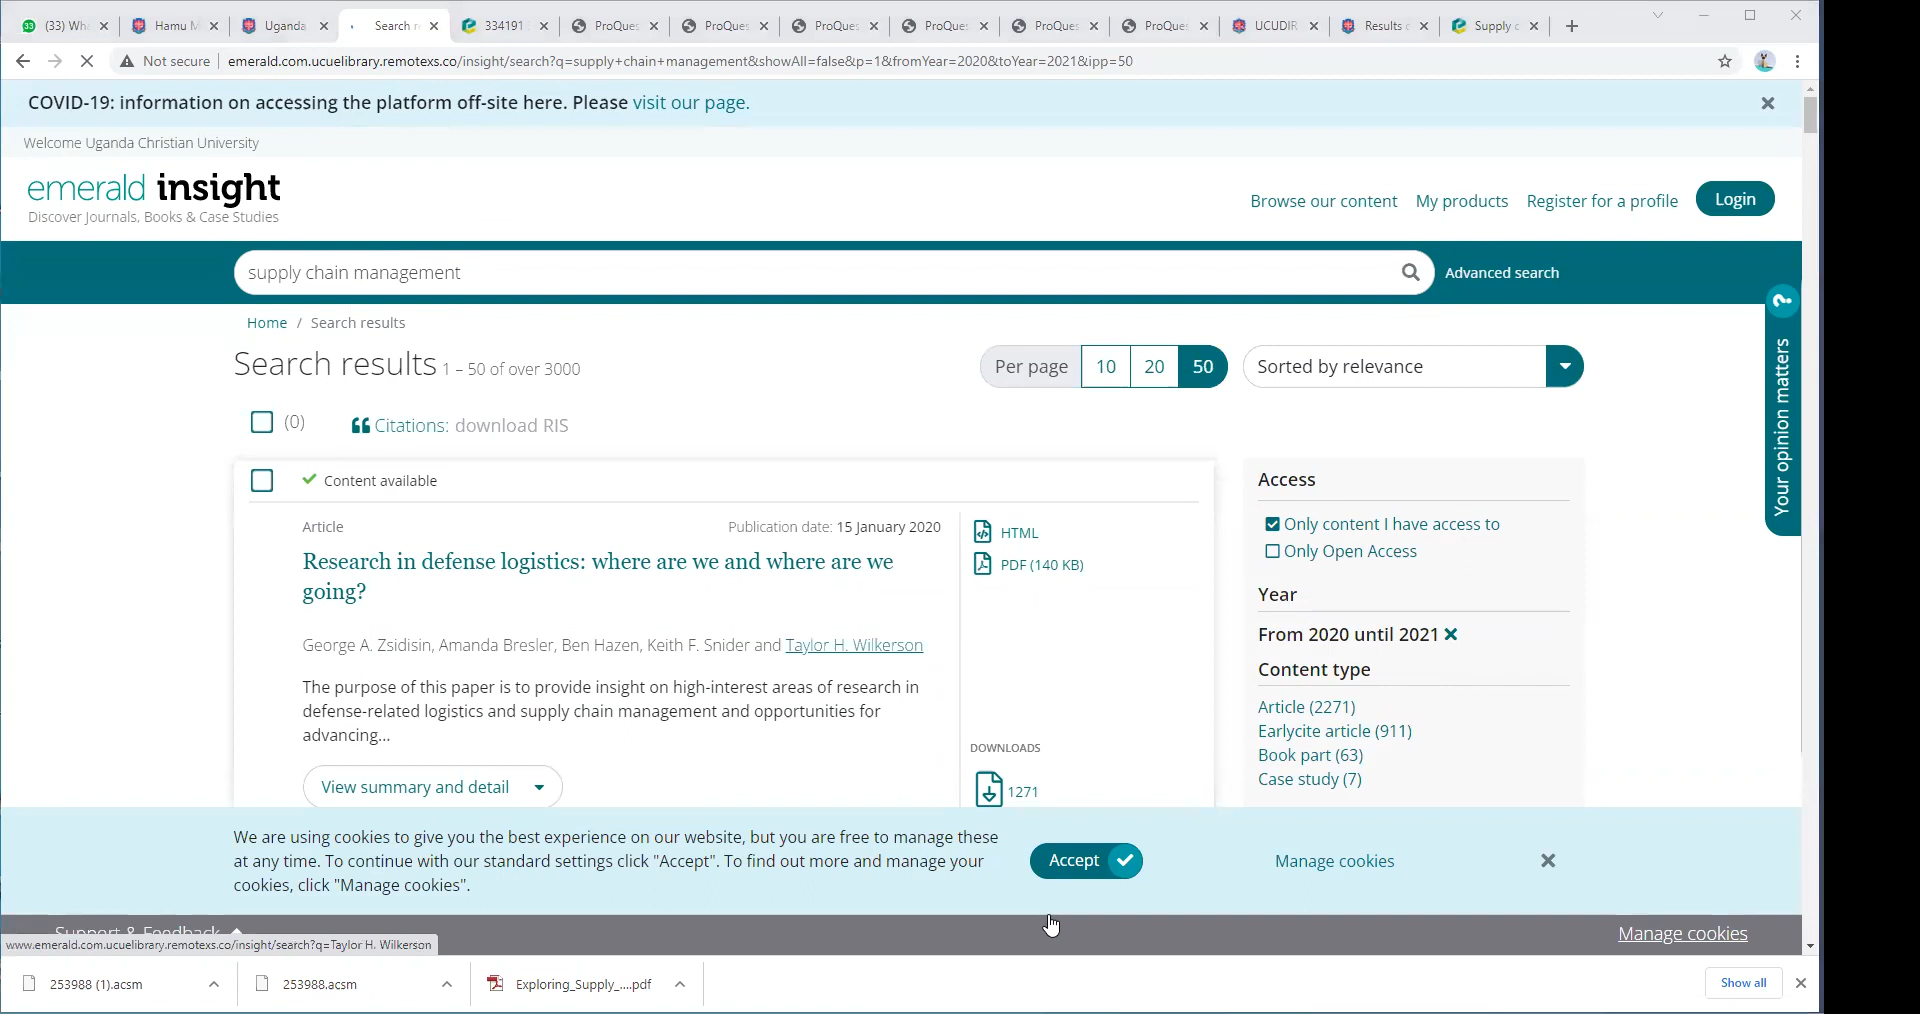 (33) Wh
Hamu M
Uganda
Search r
334191
ProQues
ProQues
ProQues
ProQues
ProQues
ProQues
UCUDIR
Results
Supply c
Not secure
emerald.com.ucuelibrary.remotexs.co/insight/search?q=supply+chain+management&showAll=false&p=1&fromYear=2020&toYear=2021&ipp=50
COVID-19: information on accessing the platform off-site here. Please visit our page.
Welcome Uganda Christian University
emerald insight
Discover Journals, Books & Case Studies
Browse our content
My products
Register for a profile
Login
supply chain management
Advanced search
Home / Search results
Search results 1 – 50 of over 3000
Per page 10 20 50
Sorted by relevance
(0)
Citations: download RIS
Your opinion matters
Content available
Article
Publication date: 15 January 2020
Research in defense logistics: where are we and where are we
going?
George A. Zsidisin, Amanda Bresler, Ben Hazen, Keith F. Snider and Taylor H. Wilkerson
The purpose of this paper is to provide insight on high-interest areas of research in
defense-related logistics and supply chain management and opportunities for
advancing...
View summary and detail
HTML
PDF (140 KB)
DOWNLOADS
1271
Access
Only content I have access to
Only Open Access
Year
From 2020 until 2021
Content type
Article (2271)
Earlycite article (911)
Book part (63)
Case study (7)
We are using cookies to give you the best experience on our website, but you are free to manage these
at any time. To continue with our standard settings click "Accept". To find out more and manage your
cookies, click "Manage cookies".
Accept
Manage cookies
Support & Feedback
Manage cookies
www.emerald.com.ucuelibrary.remotexs.co/insight/search?q=Taylor H. Wilkerson
253988 (1).acsm
253988.acsm
Exploring_Supply_....pdf
Show all